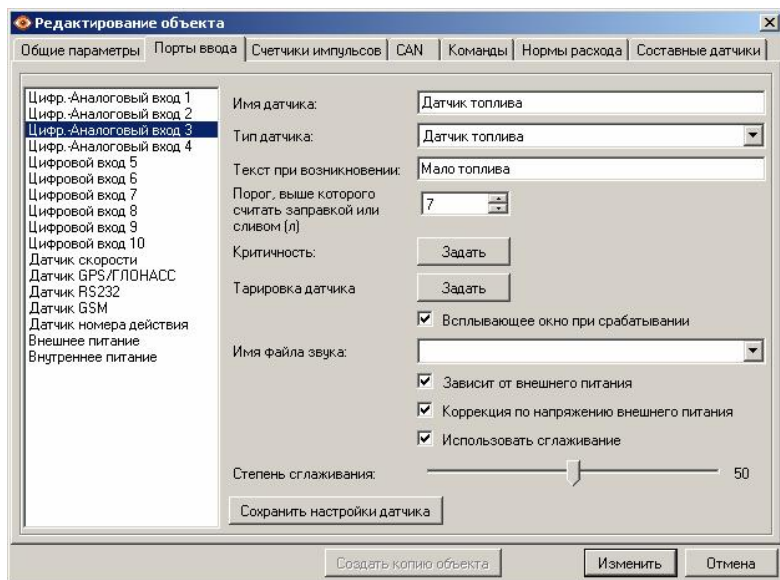 Редактирование объекта
Общие параметры Порты ввода Счетчики импульсов CAN Команды Нормы расхода Составные датчики
Цифр.-Аналоговый вход 1
Цифр.-Аналоговый вход 2
Цифр.-Аналоговый вход 3
Цифр.-Аналоговый вход 4
Цифровой вход 5
Цифровой вход 6
Цифровой вход 7
Цифровой вход 8
Цифровой вход 9
Цифровой вход 10
Датчик скорости
Датчик GPS/ГЛОНАСС
Датчик RS232
Датчик GSM
Датчик номера действия
Внешнее питание
Внутреннее питание
Имя датчика: Датчик топлива
Тип датчика: Датчик топлива
Текст при возникновении: Мало топлива
Порог, выше которого
считать заправкой или
сливом (л)
7
Критичность: Задать
Тарировка датчика Задать
Всплывающее окно при срабатывании
Имя файла звука:
Зависит от внешнего питания
Коррекция по напряжению внешнего питания
Использовать сглаживание
Степень сглаживания: 50
Сохранить настройки датчика
Создать копию объекта Изменить Отмена